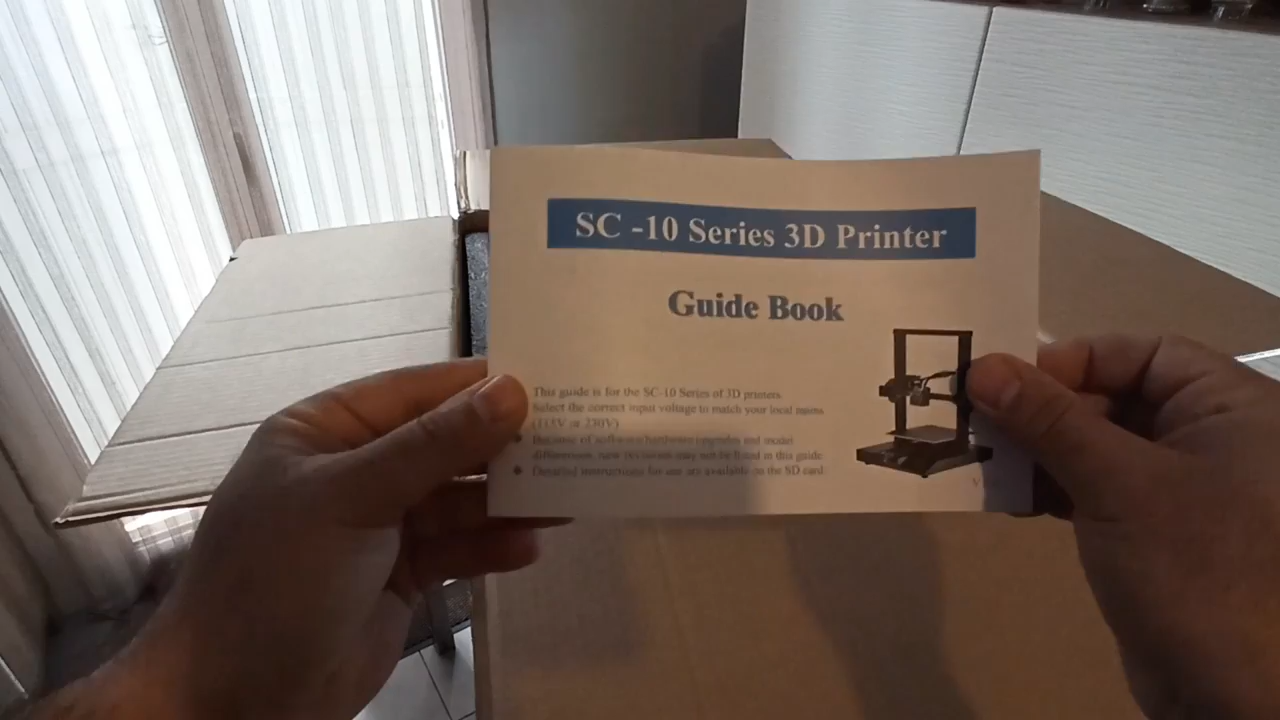 SC -10 Series 3D Printer
Guide Book
This guide is for the SC-10 Series of 3D printers.
Select the correct input voltage to match your local mains
(115V or 230V)
● Because of software/hardware upgrades and model
differences, new revisions may not be listed in this guide
● Detailed instructions for use are available on the SD card